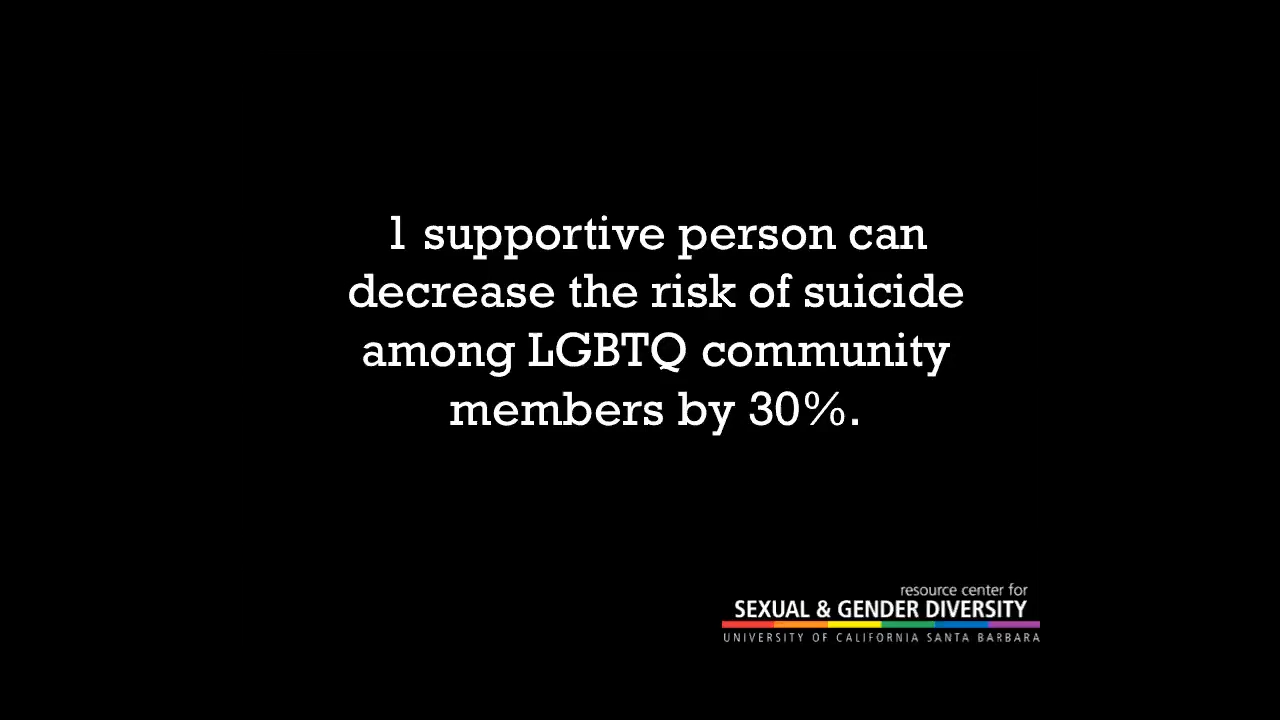 1 supportive person can
decrease the risk of suicide
among LGBTQ community
members by 30%.
resource center for
SEXUAL & GENDER DIVERSITY
UNIVERSITY OF CALIFORNIA SANTA BARBARA